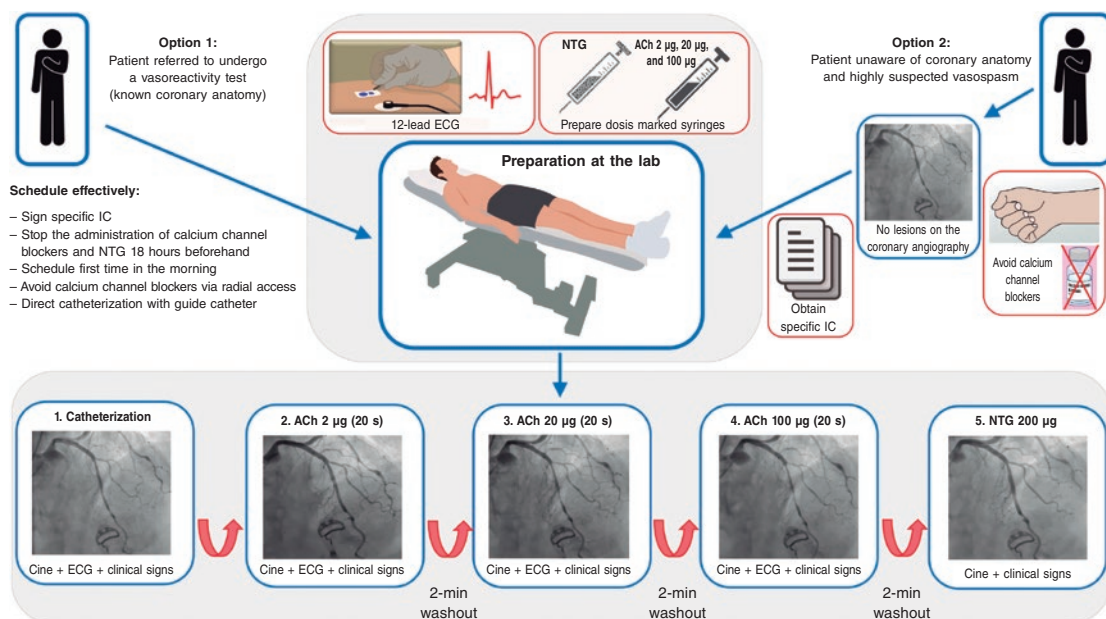 Option 1:
Patient referred to undergo
a vasoreactivity test
(known coronary anatomy)
Schedule effectively:
– Sign specific IC
– Stop the administration of calcium channel
blockers and NTG 18 hours beforehand
– Schedule first time in the morning
– Avoid calcium channel blockers via radial access
– Direct catheterization with guide catheter
12-lead ECG
NTG
ACh 2 µg, 20 µg,
and 100 µg
Prepare dosis marked syringes
Preparation at the lab
Option 2:
Patient unaware of coronary anatomy
and highly suspected vasospasm
No lesions on the
coronary angiography
Avoid calcium
channel
blockers
Obtain
specific IC
1. Catheterization
Cine + ECG + clinical signs
2. ACh 2 µg (20 s)
Cine + ECG + clinical signs
2-min
washout
3. ACh 20 µg (20 s)
Cine + ECG + clinical signs
2-min
washout
4. ACh 100 µg (20 s)
Cine + ECG + clinical signs
2-min
washout
5. NTG 200 µg
Cine + clinical signs